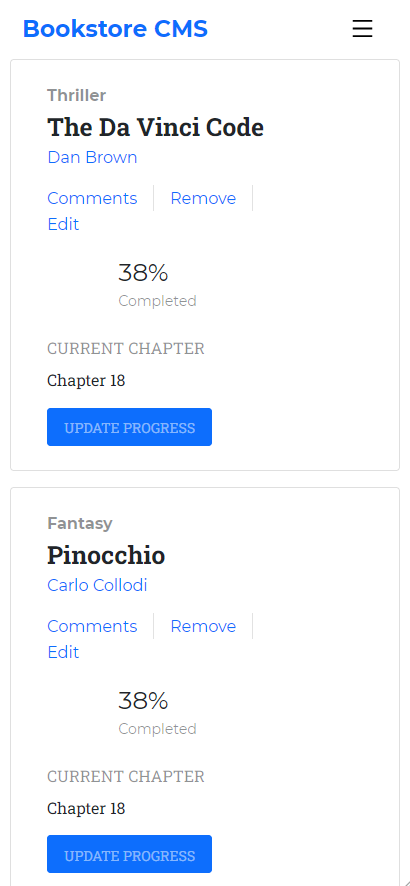 Bookstore CMS
Thriller
The Da Vinci Code
Dan Brown
Comments Remove
Edit
38%
Completed
CURRENT CHAPTER
Chapter 18
UPDATE PROGRESS
Fantasy
Pinocchio
Carlo Collodi
Comments Remove
Edit
38%
Completed
CURRENT CHAPTER
Chapter 18
UPDATE PROGRESS